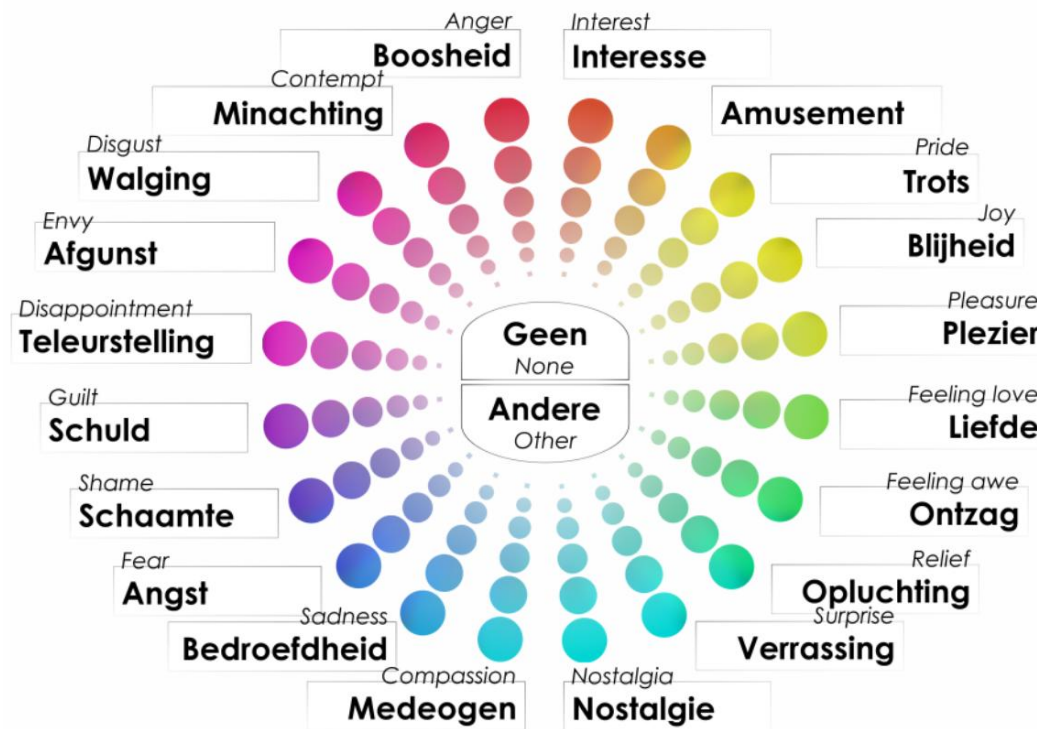 Anger
Boosheid
Interest
Interesse
Contempt
Minachting
Amusement
Disgust
Walging
Pride
Trots
Envy
Afgunst
Joy
Blijheid
Disappointment
Teleurstelling
Pleasure
Plezier
Geen
None
Andere
Other
Guilt
Schuld
Feeling love
Liefde
Shame
Schaamte
Feeling awe
Ontzag
Fear
Angst
Relief
Opluchting
Sadness
Bedroefdheid
Surprise
Verrassing
Compassion
Medeogen
Nostalgia
Nostalgie